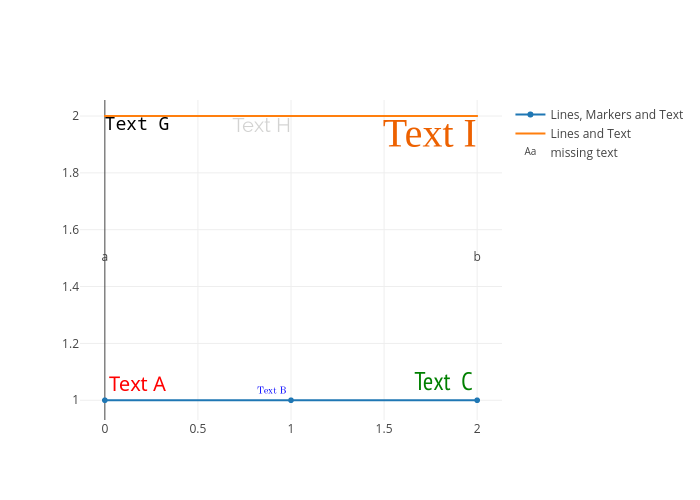 2
Text G
Text H
Text I
Lines, Markers and Text
Lines and Text
Aa
missing text
1.8
1.6
a
b
1.4
1.2
Text A
Text B
Text C
1
0
0.5
1
1.5
2